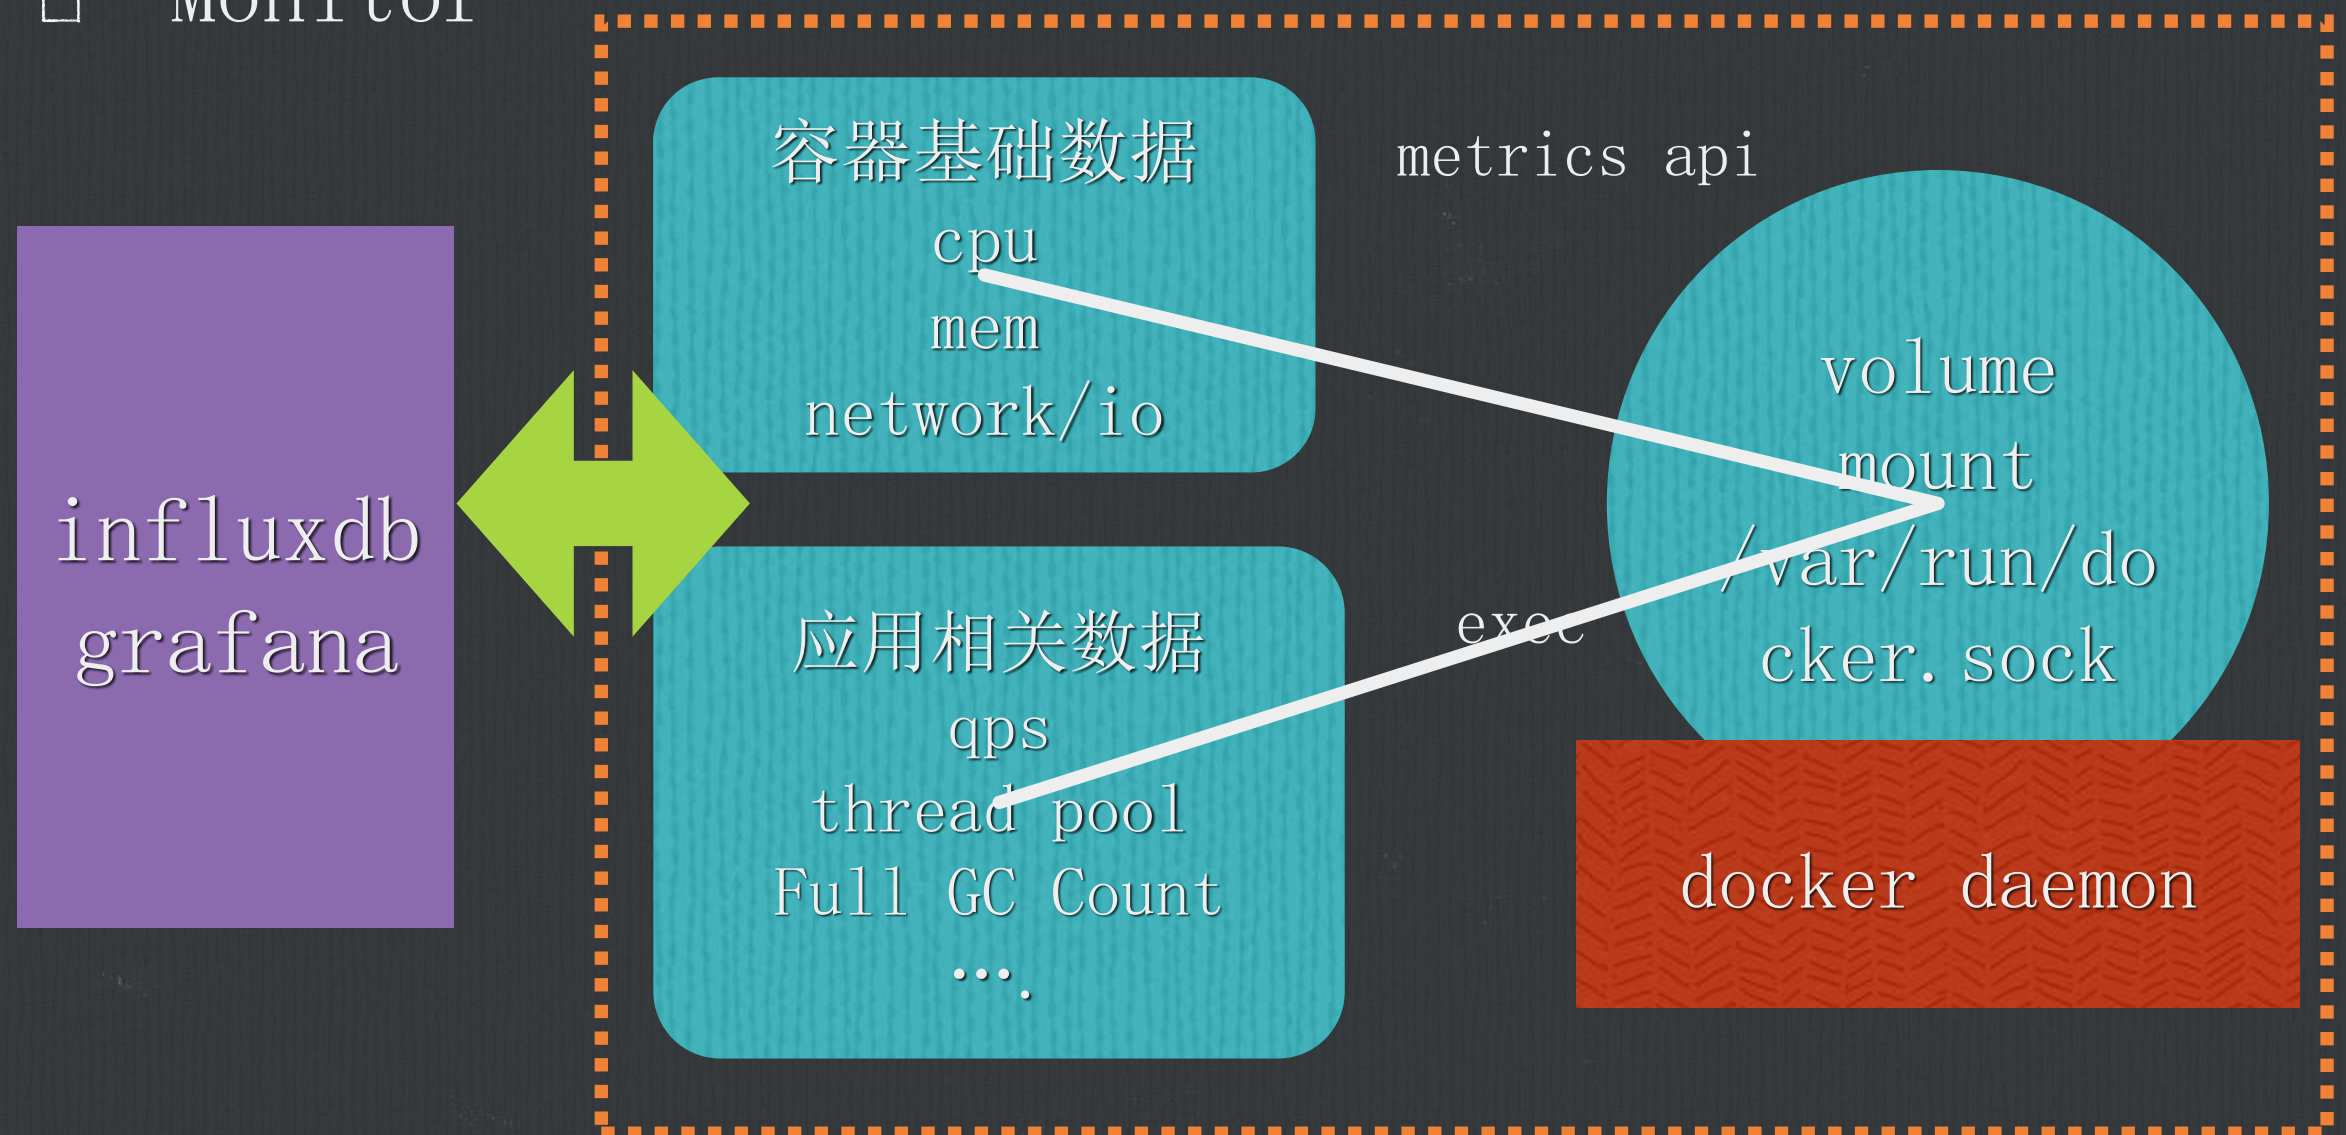 Monitor
influxdb
grafana
容器基础数据
cpu
mem
network/io
应用相关数据
qps
thread pool
Full GC Count
….
metrics api
exec
volume
mount
/var/run/do
cker.sock
docker daemon